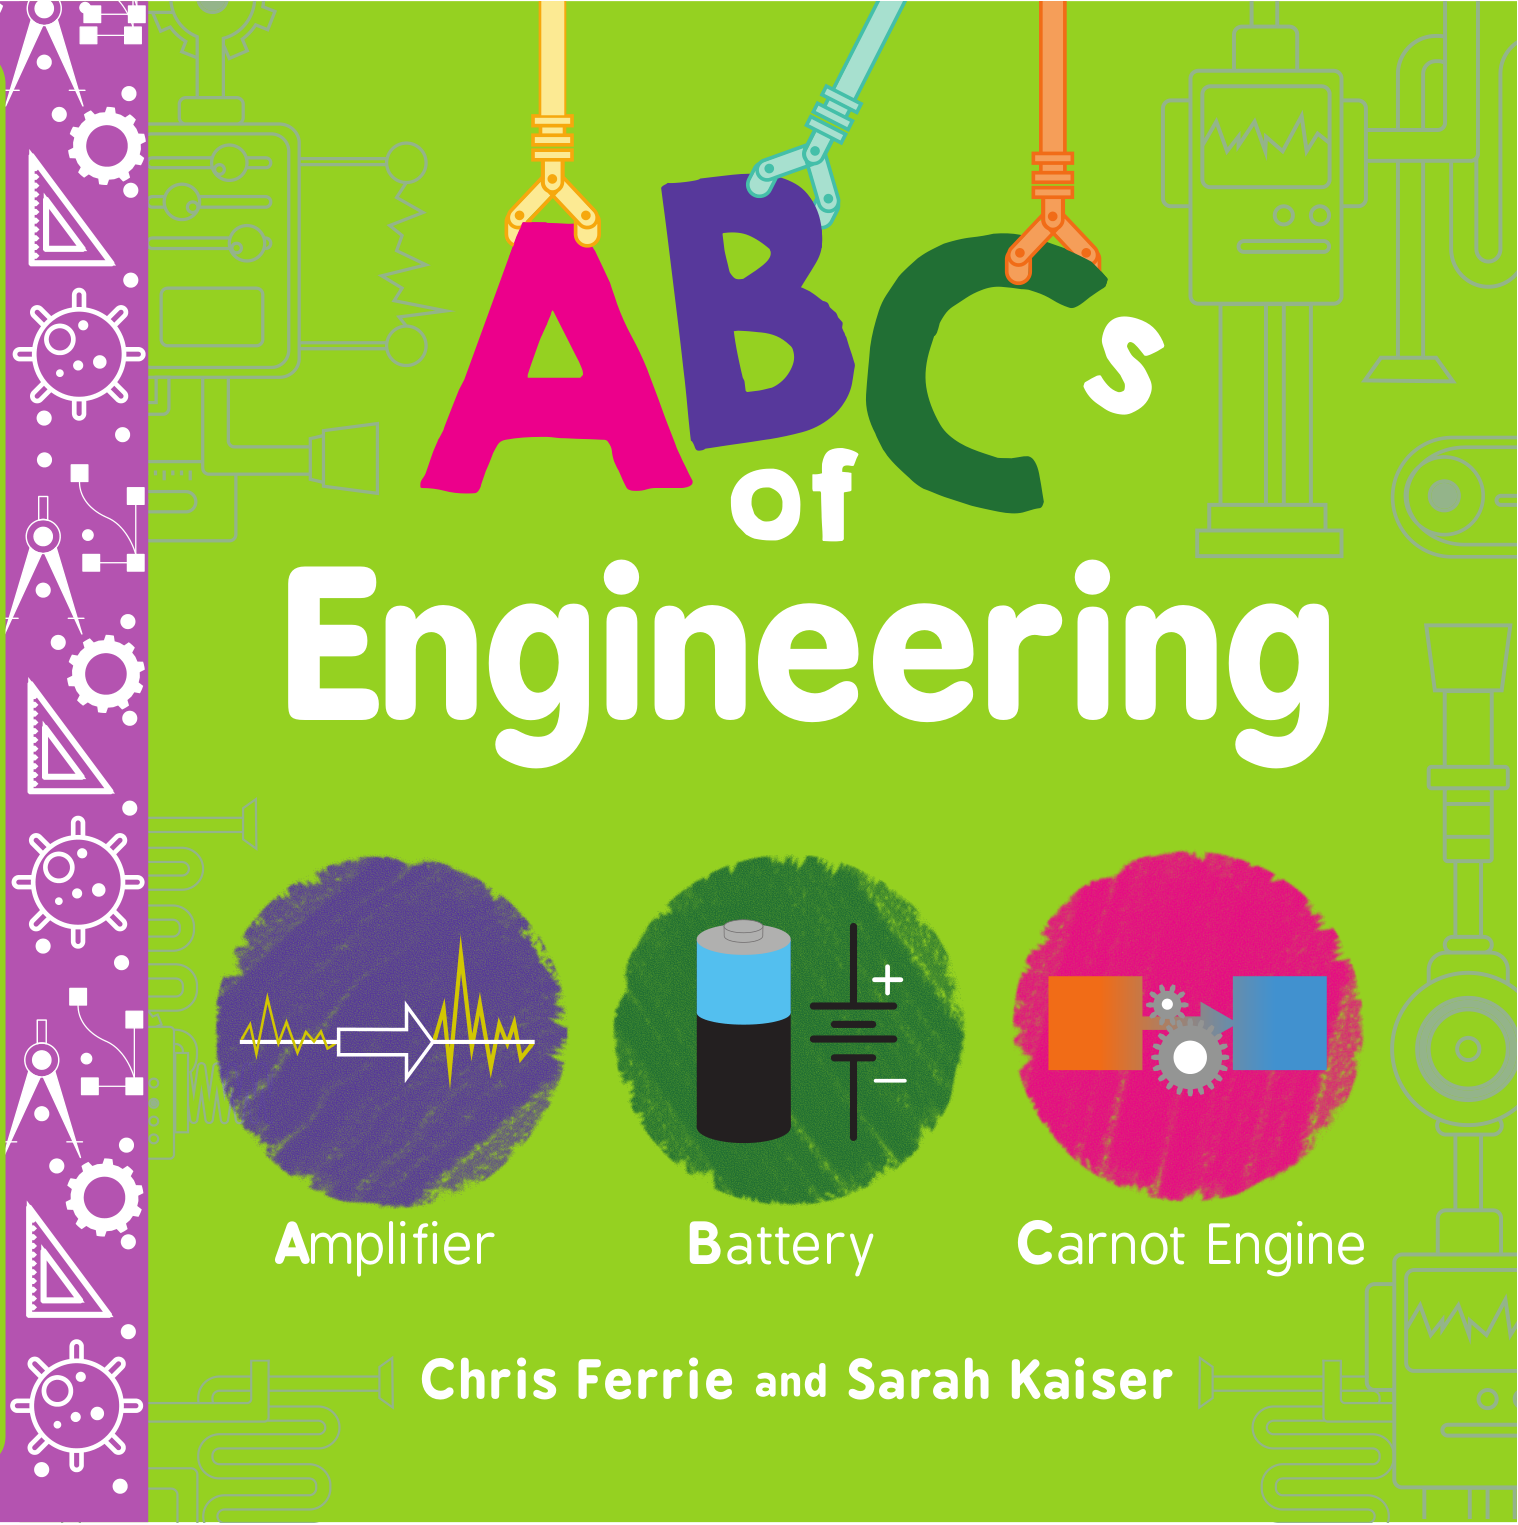 ABCs
of
Engineering
+
−
Amplifier
Battery
Carnot Engine
Chris Ferrie and Sarah Kaiser